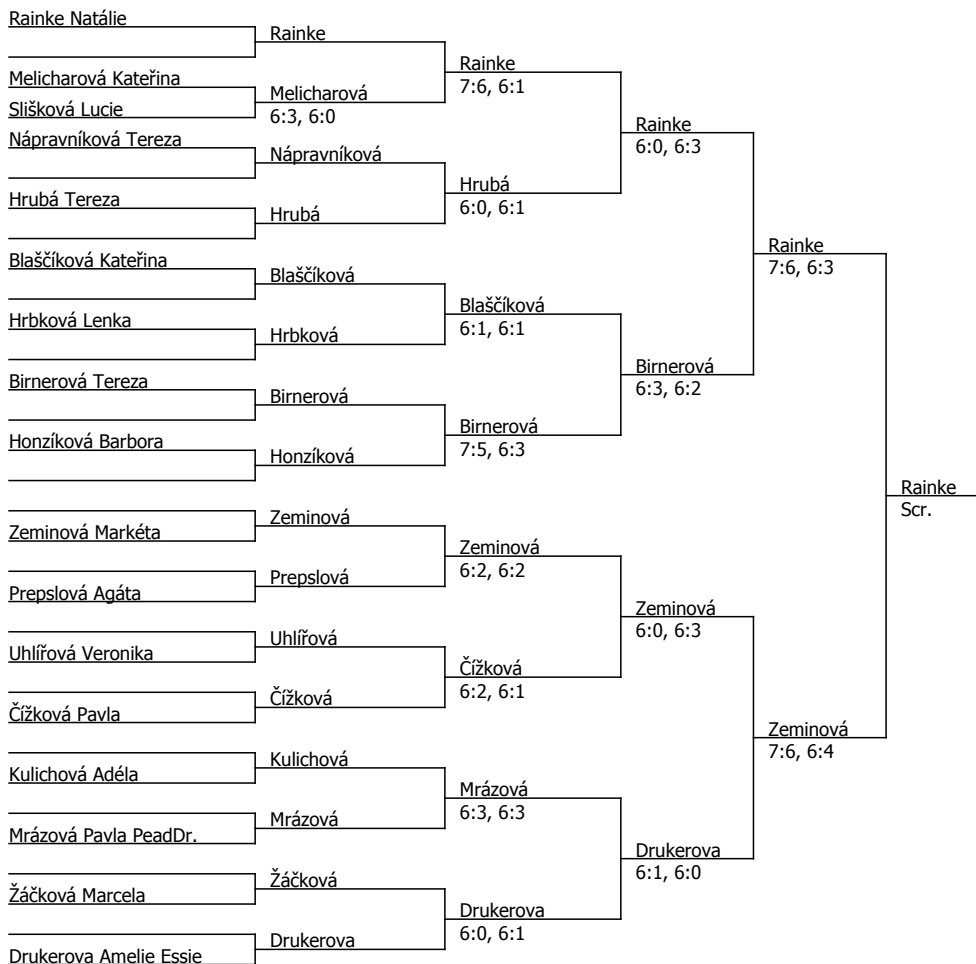 Rainke Natálie
Melicharová Kateřina
Slišková Lucie
Nápravníková Tereza
Hrubá Tereza
Blaščíková Kateřina
Hrbková Lenka
Birnerová Tereza
Honzíková Barbora
Zeminová Markéta
Prepslová Agáta
Uhlířová Veronika
Čížková Pavla
Kulichová Adéla
Mrázová Pavla PeadDr.
Žáčková Marcela
Drukerova Amelie Essie
Rainke
Melicharová
6:3, 6:0
Nápravníková
Hrubá
Blaščíková
Hrbková
Birnerová
Honzíková
Zeminová
Prepslová
Uhlířová
Čížková
Kulichová
Mrázová
Žáčková
Drukerova
Rainke
7:6, 6:1
Hrubá
6:0, 6:1
Blaščíková
6:1, 6:1
Birnerová
7:5, 6:3
Zeminová
6:2, 6:2
Čížková
6:2, 6:1
Mrázová
6:3, 6:3
Drukerova
6:0, 6:1
Rainke
6:0, 6:3
Birnerová
6:3, 6:2
Zeminová
6:0, 6:3
Drukerova
6:1, 6:0
Rainke
7:6, 6:3
Zeminová
7:6, 6:4
Rainke
Scr.